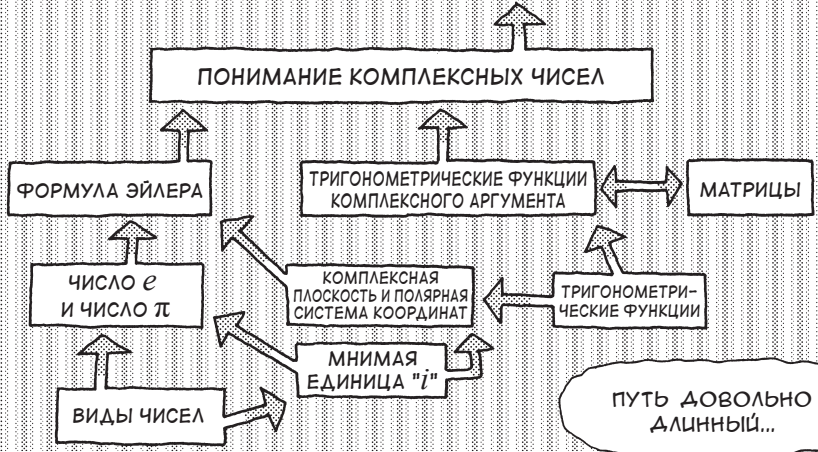 ПОНИМАНИЕ КОМПЛЕКСНЫХ ЧИСЕЛ
ФОРМУЛА ЭЙЛЕРА
ТРИГОНОМЕТРИЧЕСКИЕ ФУНКЦИИ
КОМПЛЕКСНОГО АРГУМЕНТА
МАТРИЦЫ
ЧИСЛО e
И ЧИСЛО π
КОМПЛЕКСНАЯ
ПЛОСКОСТЬ И ПОЛЯРНАЯ
СИСТЕМА КООРДИНАТ
ТРИГОНОМЕТРИ-
ЧЕСКИЕ ФУНКЦИИ
МНИМАЯ
ЕДИНИЦА "i"
ВИДЫ ЧИСЕЛ
ПУТЬ ДОВОЛЬНО
ДЛИННЫЙ...